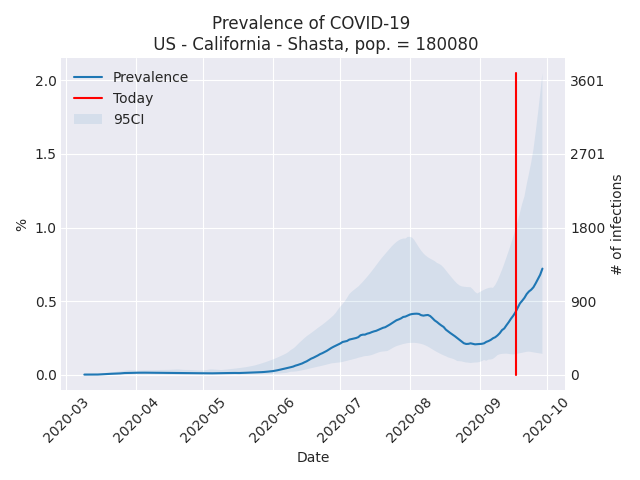 Prevalence of COVID-19
US - California - Shasta, pop. = 180080
Prevalence
Today
95CI
2.0
1.5
1.0
0.5
0.0
%
3601
2701
1800
900
0
# of infections
2020-03
2020-04
2020-05
2020-06
2020-07
2020-08
2020-09
2020-10
Date